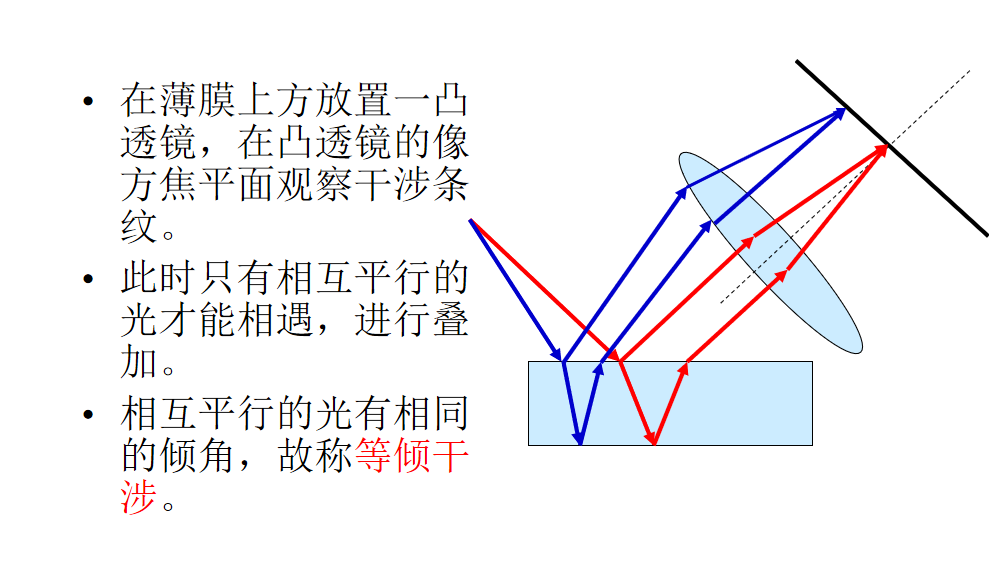 • 在薄膜上方放置一凸
透镜，在凸透镜的像
方焦平面观察干涉条
纹。
• 此时只有相互平行的
光才能相遇，进行叠
加。
• 相互平行的光有相同
的倾角，故称等倾干
涉。